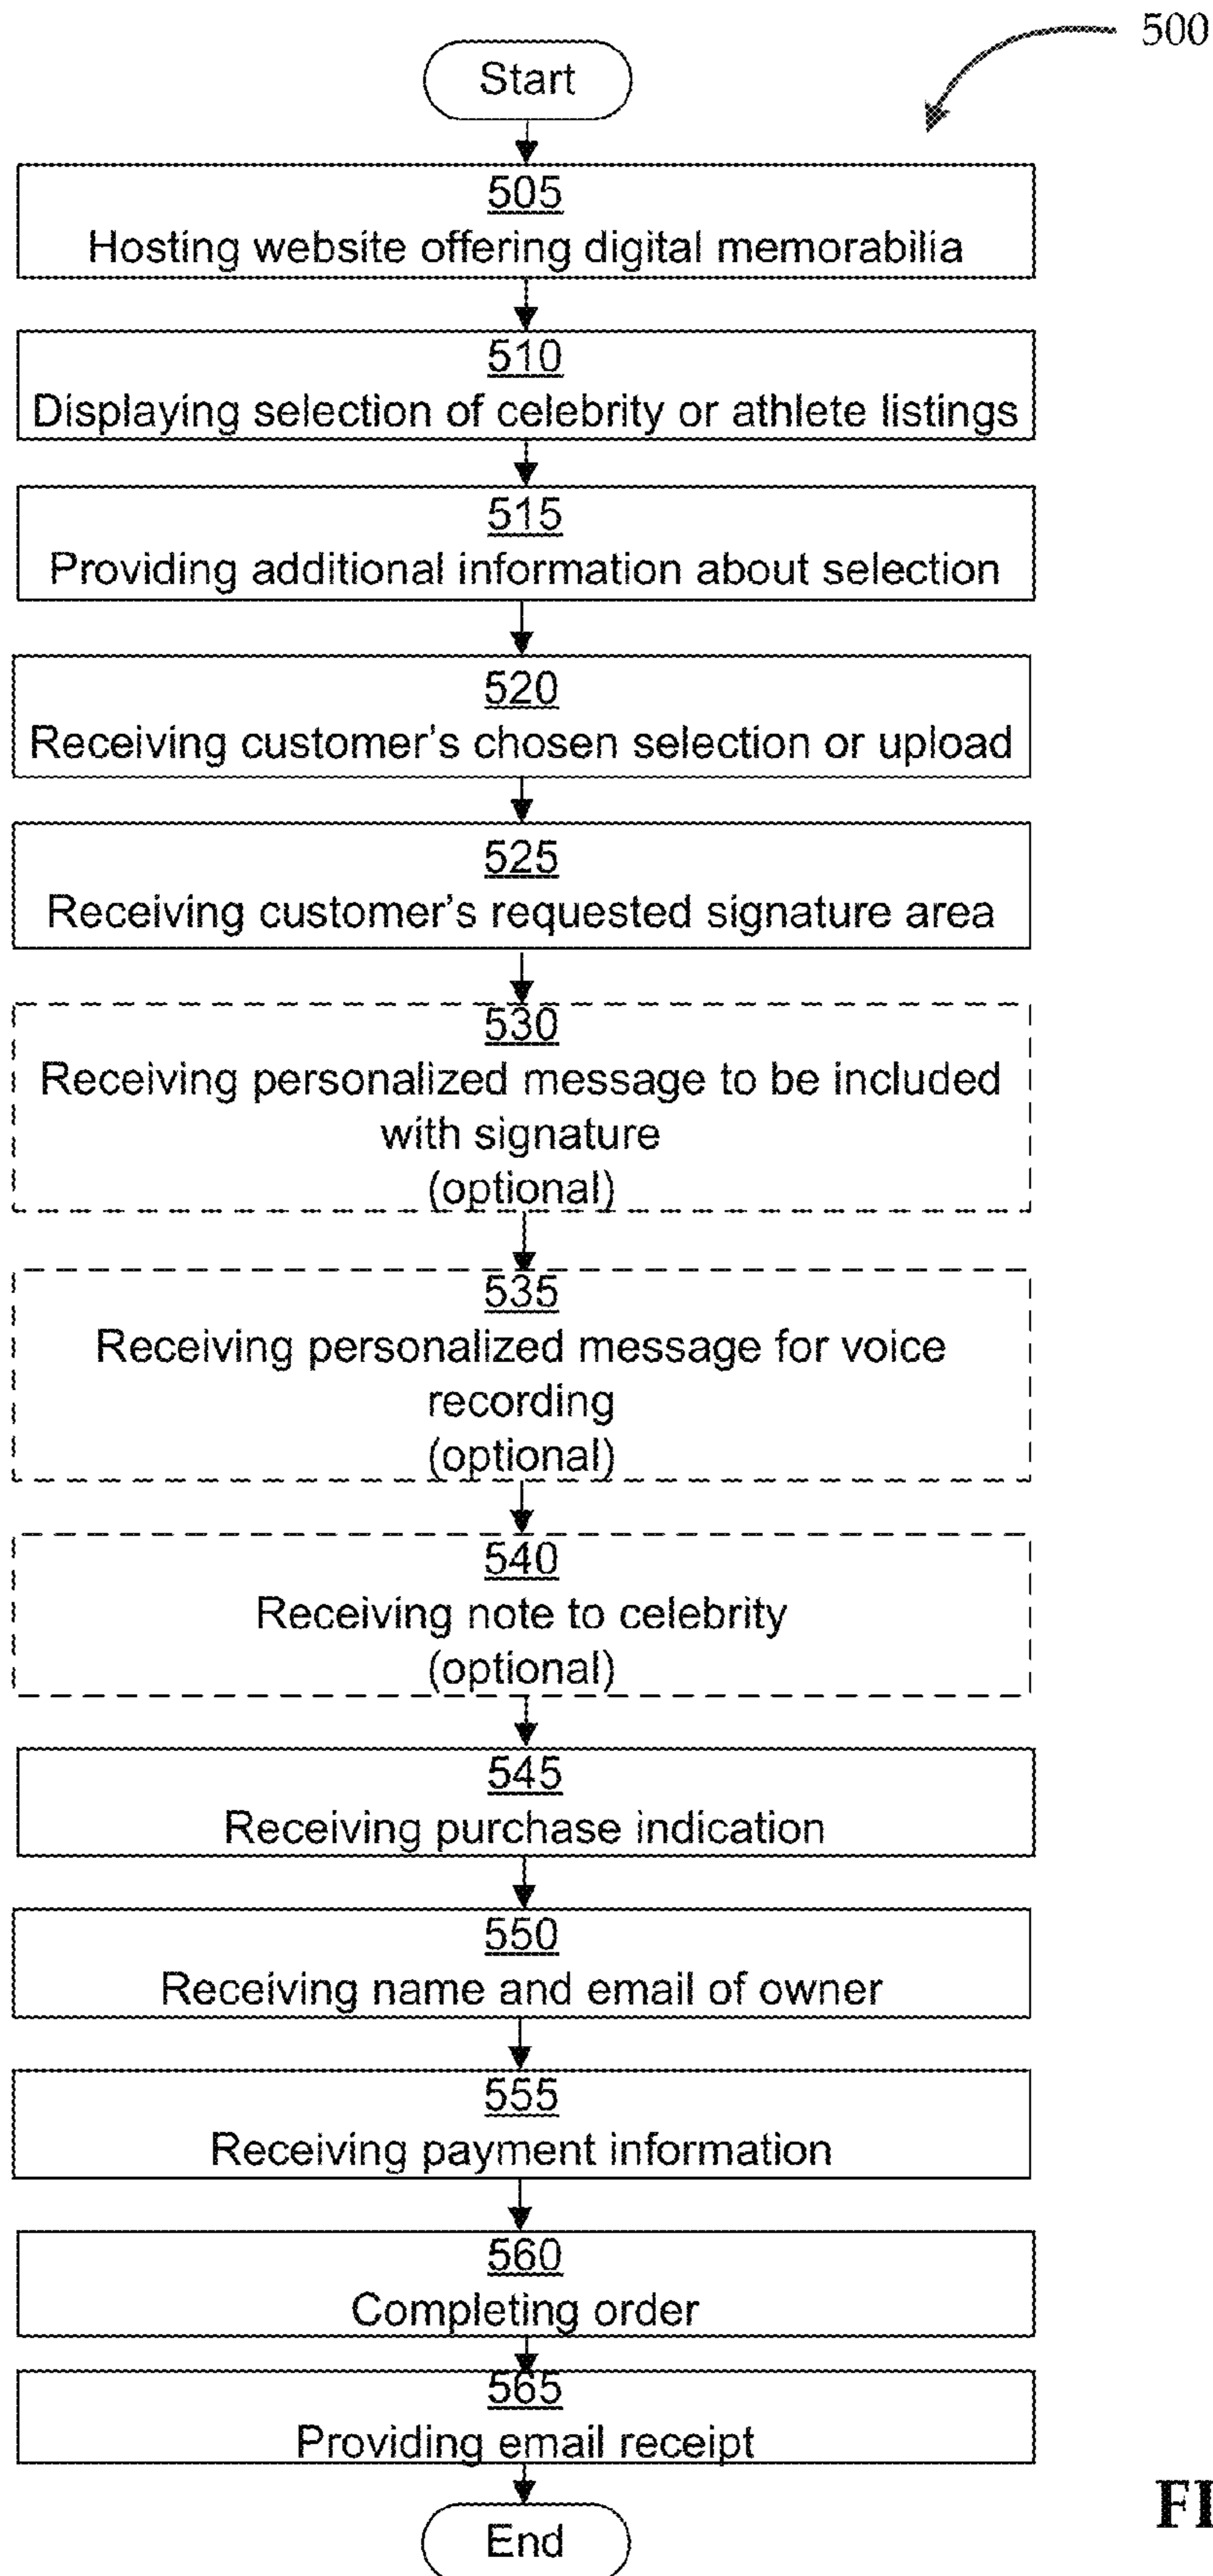 500
Start
505
Hosting website offering digital memorabilia
510
Displaying selection of celebrity or athlete listings
515
Providing additional information about selection
520
Receiving customer's chosen selection or upload
525
Receiving customer's requested signature area
530
Receiving personalized message to be included
with signature
(optional)
535
Receiving personalized message for voice
recording
(optional)
540
Receiving note to celebrity
(optional)
545
Receiving purchase indication
550
Receiving name and email of owner
555
Receiving payment information
560
Completing order
565
Providing email receipt
End